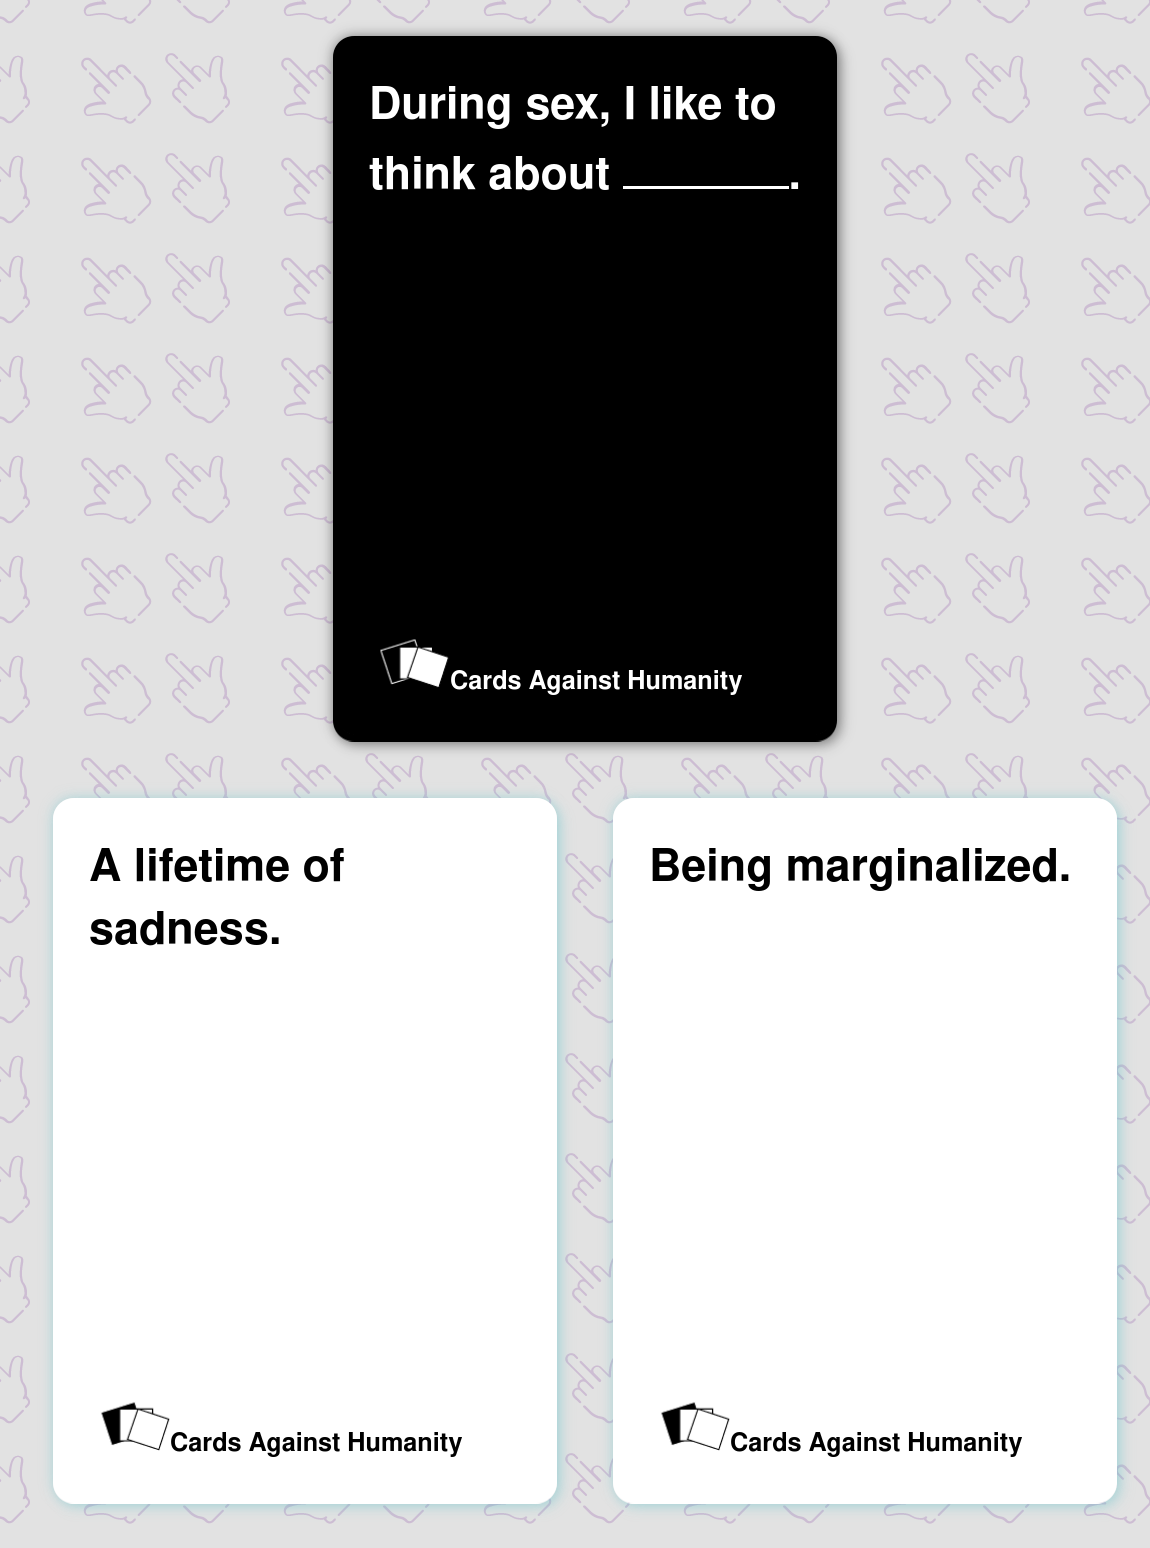 During sex, I like to
think about ________.
Cards Against Humanity
A lifetime of
sadness.
Cards Against Humanity
Being marginalized.
Cards Against Humanity